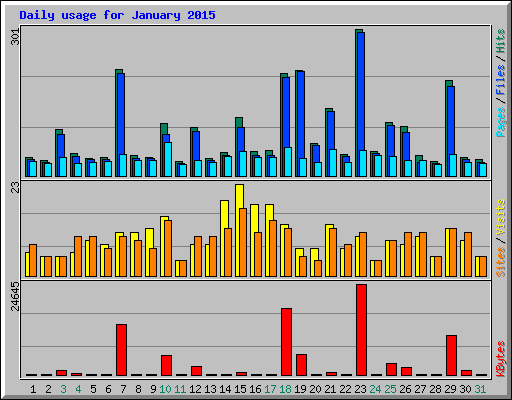 Daily usage for January 2015
301
Pages / Files / Hits
23
Sites / Visits
24645
KBytes
1 2 3 4 5 6 7 8 9 10 11 12 13 14 15 16 17 18 19 20 21 22 23 24 25 26 27 28 29 30 31